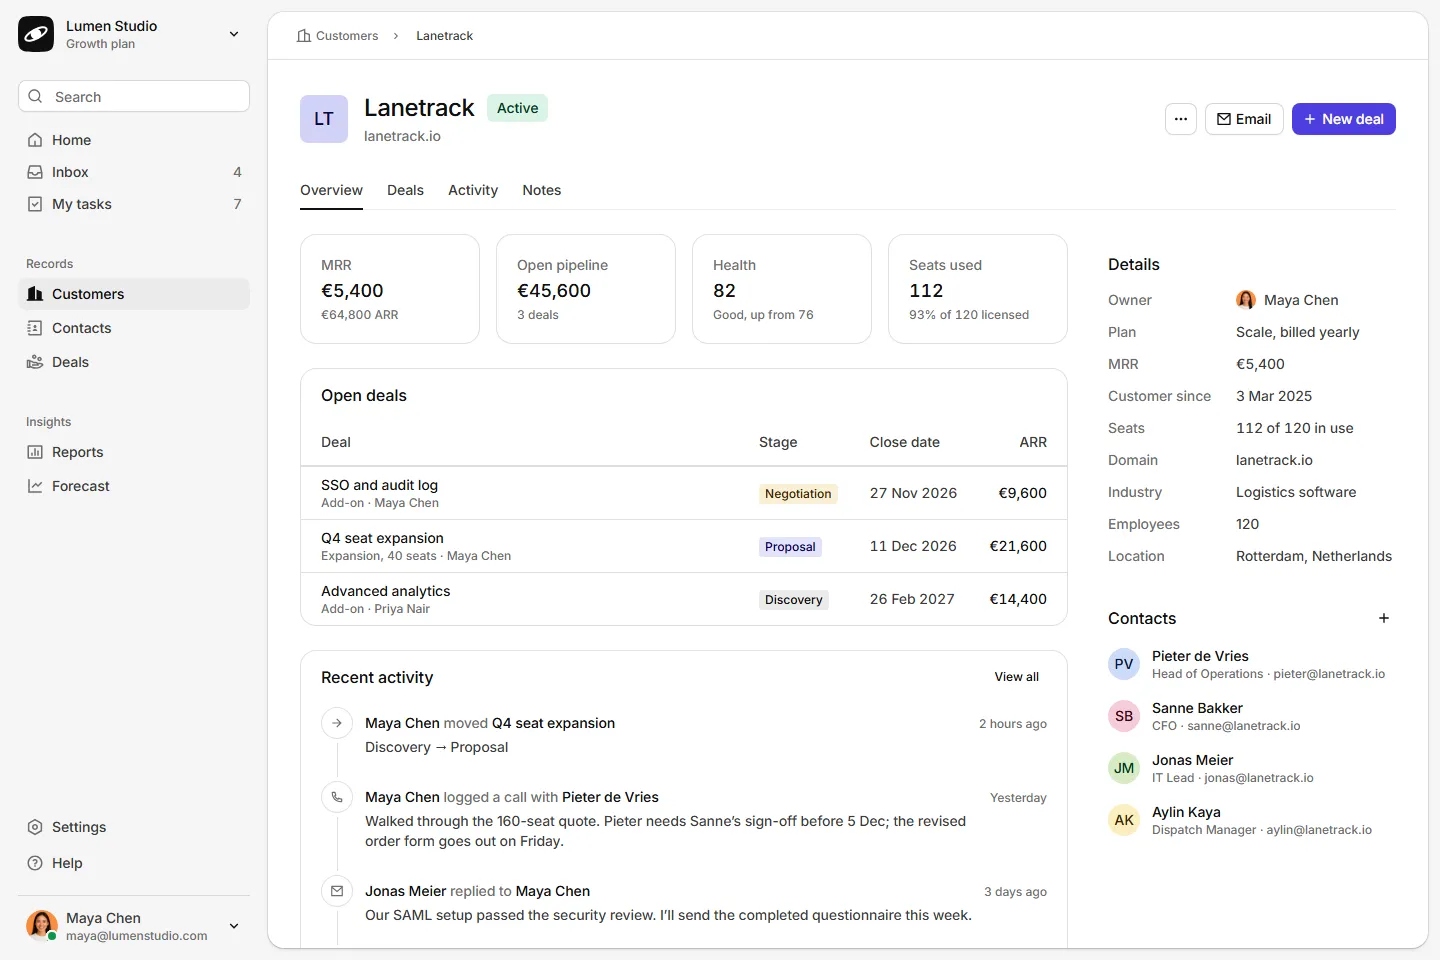 Lumen Studio
Growth plan
Search
Home
Inbox 4
My tasks 7
Records
Customers
Contacts
Deals
Insights
Reports
Forecast
Settings
Help
Maya Chen
maya@lumenstudio.com
Customers › Lanetrack
LT
Lanetrack Active
lanetrack.io
··· Email + New deal
Overview Deals Activity Notes
MRR
€5,400
€64,800 ARR
Open pipeline
€45,600
3 deals
Health
82
Good, up from 76
Seats used
112
93% of 120 licensed
Open deals
Deal Stage Close date ARR
SSO and audit log
Add-on · Maya Chen
Negotiation 27 Nov 2026 €9,600
Q4 seat expansion
Expansion, 40 seats · Maya Chen
Proposal 11 Dec 2026 €21,600
Advanced analytics
Add-on · Priya Nair
Discovery 26 Feb 2027 €14,400
Recent activity View all
Maya Chen moved Q4 seat expansion 2 hours ago
Discovery → Proposal
Maya Chen logged a call with Pieter de Vries Yesterday
Walked through the 160-seat quote. Pieter needs Sanne’s sign-off before 5 Dec; the revised
order form goes out on Friday.
Jonas Meier replied to Maya Chen 3 days ago
Our SAML setup passed the security review. I’ll send the completed questionnaire this week.
Details
Owner Maya Chen
Plan Scale, billed yearly
MRR €5,400
Customer since 3 Mar 2025
Seats 112 of 120 in use
Domain lanetrack.io
Industry Logistics software
Employees 120
Location Rotterdam, Netherlands
Contacts +
PV
Pieter de Vries
Head of Operations · pieter@lanetrack.io
SB
Sanne Bakker
CFO · sanne@lanetrack.io
JM
Jonas Meier
IT Lead · jonas@lanetrack.io
AK
Aylin Kaya
Dispatch Manager · aylin@lanetrack.io